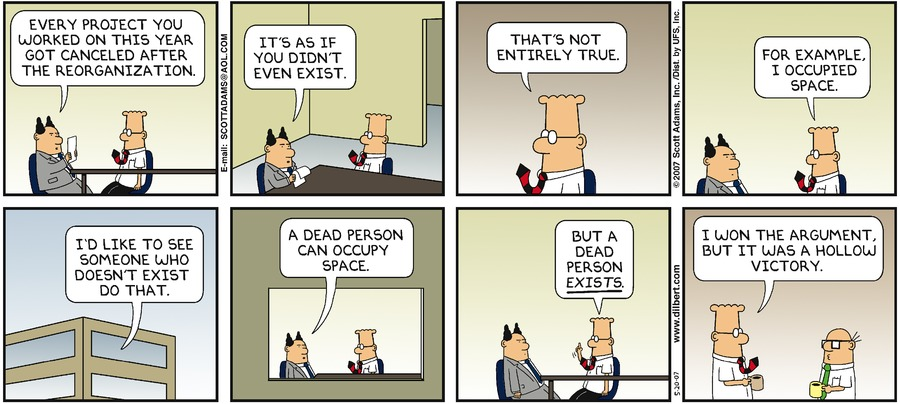 EVERY PROJECT YOU
WORKED ON THIS YEAR
GOT CANCELED AFTER
THE REORGANIZATION.
E-mail: SCOTTADAMS@AOL.COM
IT'S AS IF
YOU DIDN'T
EVEN EXIST.
THAT'S NOT
ENTIRELY TRUE.
© 2007 Scott Adams, Inc./Dist. by UFS, Inc.
FOR EXAMPLE,
I OCCUPIED
SPACE.
I'D LIKE TO SEE
SOMEONE WHO
DOESN'T EXIST
DO THAT.
A DEAD PERSON
CAN OCCUPY
SPACE.
BUT A
DEAD
PERSON
EXISTS.
5-20-07
www.dilbert.com
I WON THE ARGUMENT,
BUT IT WAS A HOLLOW
VICTORY.